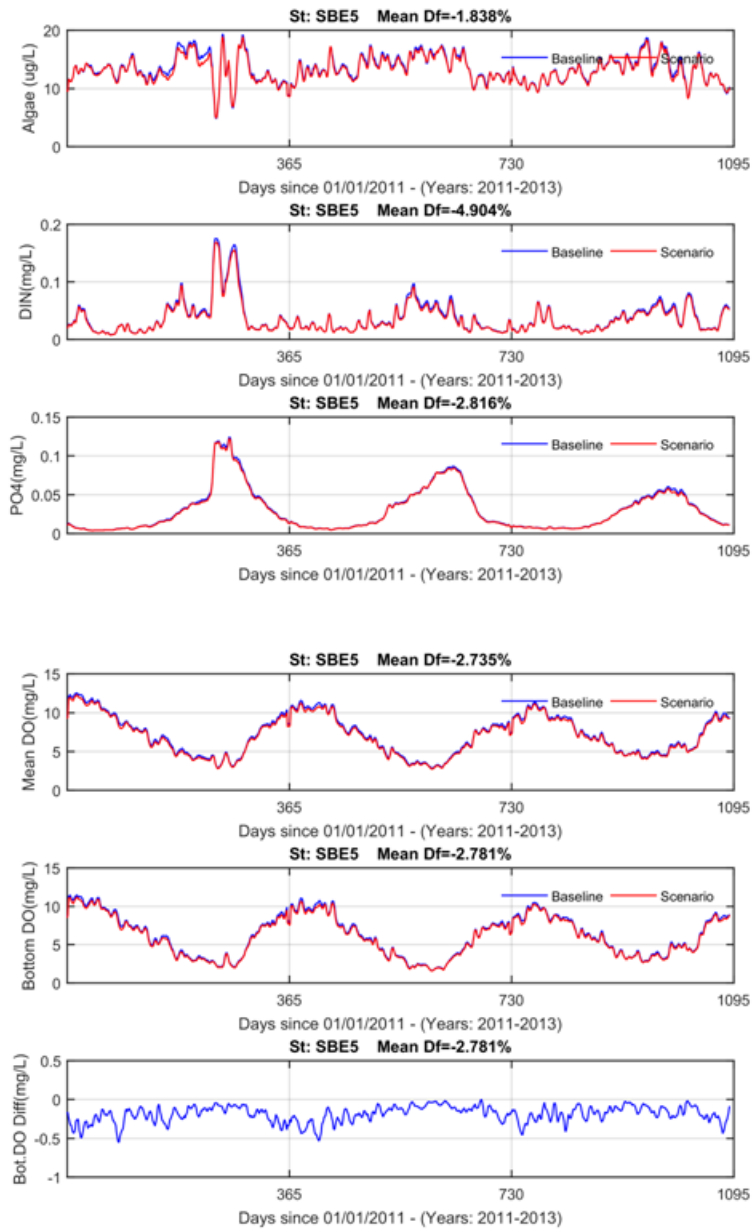 St: SBE5 Mean Df=-1.838%
20
10
0
Algae (ug/L)
Baseline Scenario
365 730 1095
Days since 01/01/2011 - (Years: 2011-2013)
St: SBE5 Mean Df=-4.904%
0.2
0.1
0
DIN(mg/L)
Baseline Scenario
365 730 1095
Days since 01/01/2011 - (Years: 2011-2013)
St: SBE5 Mean Df=-2.816%
0.15
0.1
0.05
0
PO4(mg/L)
Baseline Scenario
365 730 1095
Days since 01/01/2011 - (Years: 2011-2013)
St: SBE5 Mean Df=-2.735%
15
10
5
0
Mean DO(mg/L)
Baseline Scenario
365 730 1095
Days since 01/01/2011 - (Years: 2011-2013)
St: SBE5 Mean Df=-2.781%
15
10
5
0
Bottom DO(mg/L)
Baseline Scenario
365 730 1095
Days since 01/01/2011 - (Years: 2011-2013)
St: SBE5 Mean Df=-2.781%
0.5
0
-0.5
-1
Bot.DO Diff(mg/L)
365 730 1095
Days since 01/01/2011 - (Years: 2011-2013)